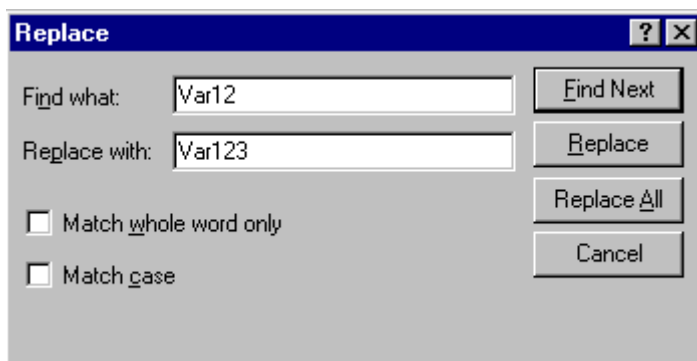 Replace
Find what: Var12
Find Next
Replace with: Var123
Replace
Replace All
Match whole word only
Cancel
Match case